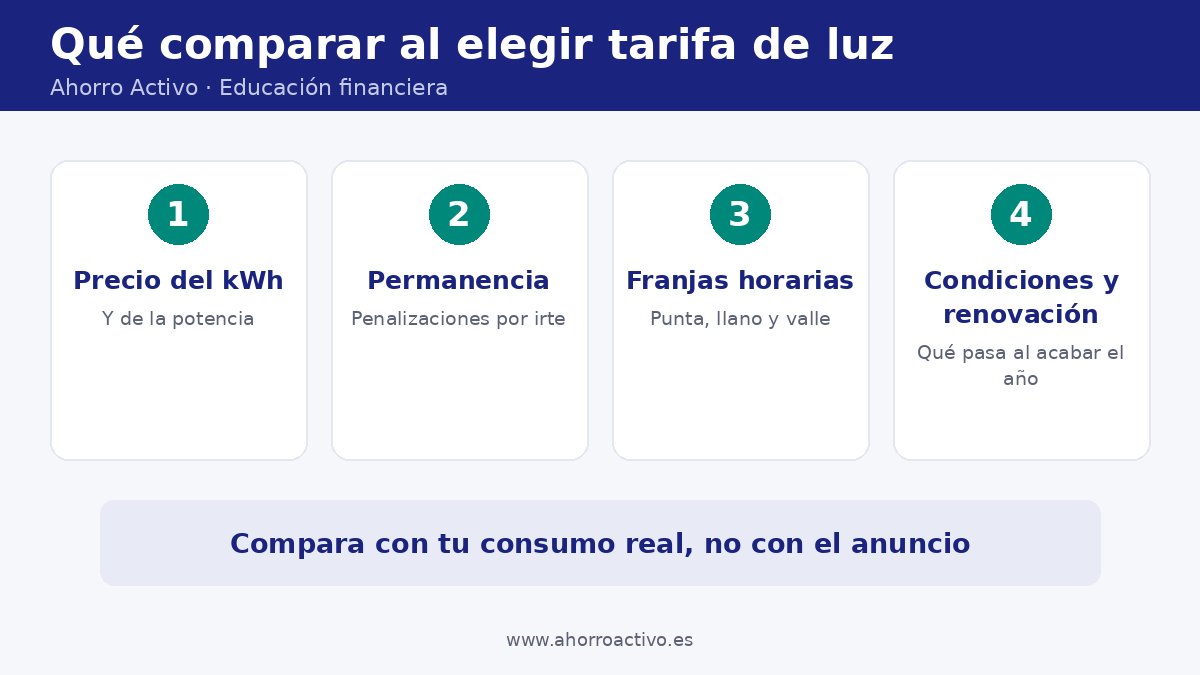 Qué comparar al elegir tarifa de luz
Ahorro Activo · Educación financiera
1
Precio del kWh
Y de la potencia
2
Permanencia
Penalizaciones por irte
3
Franjas horarias
Punta, llano y valle
4
Condiciones y
renovación
Qué pasa al acabar el
año
Compara con tu consumo real, no con el anuncio
www.ahorroactivo.es